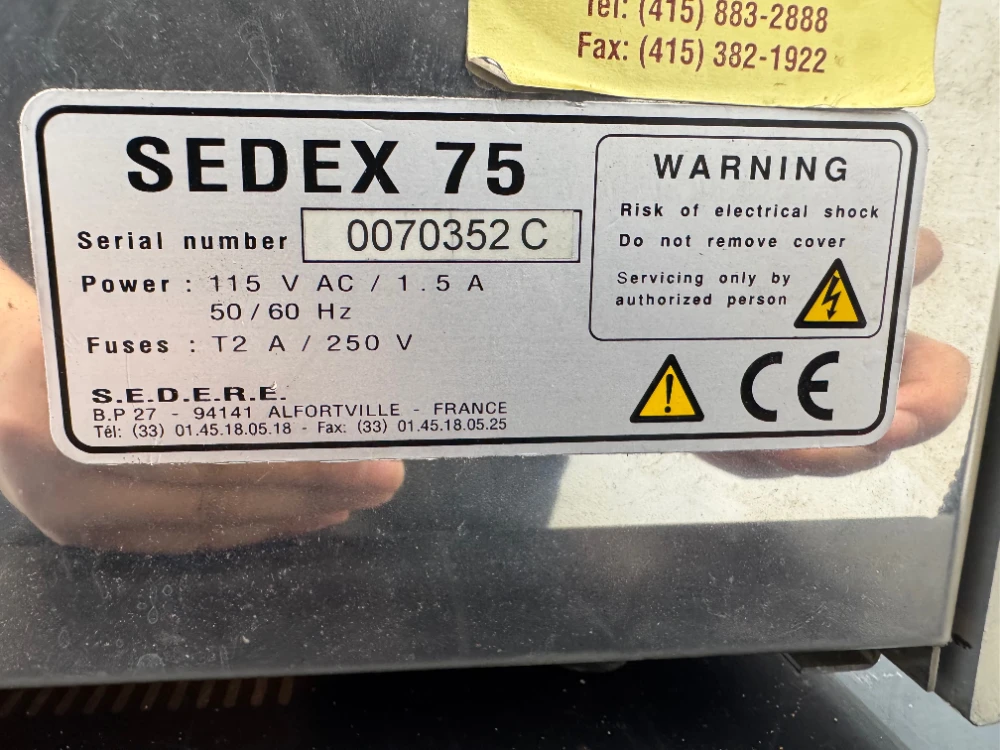 Tel: (415) 883-2888
Fax: (415) 382-1922
SEDEX 75
Serial number 0070352 C
Power : 115 V AC / 1.5 A
50 / 60 Hz
Fuses : T2 A / 250 V
S.E.D.E.R.E.
B.P 27 - 94141 ALFORTVILLE - FRANCE
Tél: (33) 01.45.18.05.18 - Fax: (33) 01.45.18.05.25
WARNING
Risk of electrical shock
Do not remove cover
Servicing only by
authorized person
CE